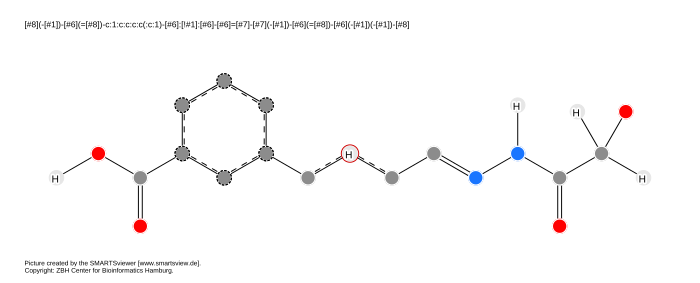 [#8](-[#1])-[#6](=[#8])-c:1:c:c:c:c(:c:1)-[#6]:[!#1]:[#6]-[#6]=[#7]-[#7](-[#1])-[#6](=[#8])-[#6](-[#1])(-[#1])-[#8]
H
H
H
H
H
Picture created by the SMARTSviewer [www.smartsview.de].
Copyright: ZBH Center for Bioinformatics Hamburg.